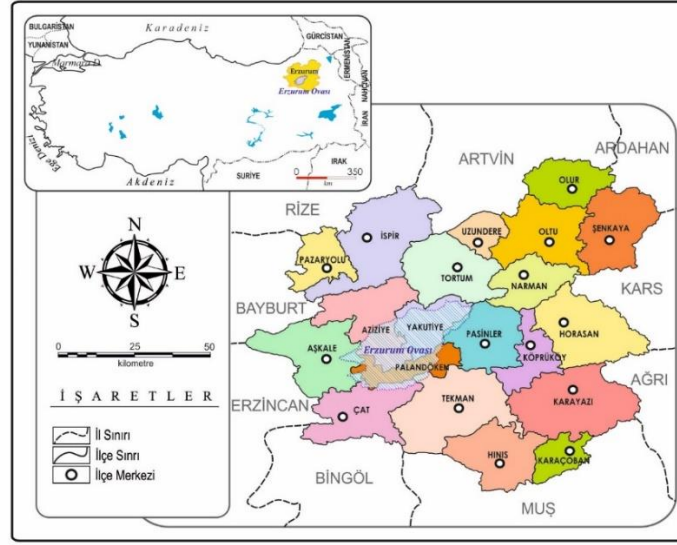 BULGARİSTAN
YUNANİSTAN
Karadeniz
GÜRCİSTAN
ERMENİSTAN
Marmara D.
Erzurum
Erzurum Ovası
NAHCIVAN
İRAN
Ege Denizi
Akdeniz
SURİYE
IRAK
0 350
km
N
W E
S
0 25 50
kilometre
İŞARETLER
İl Sınırı
İlçe Sınrı
İlçe Merkezi
ARDAHAN
ARTVİN
OLUR
RİZE
İSPİR
UZUNDERE
OLTU
ŞENKAYA
PAZARYOLU
TORTUM
NARMAN
KARS
BAYBURT
AZİZİYE
YAKUTİYE
PASİNLER
HORASAN
AŞKALE
Erzurum Ovası
KÖPRÜKÖY
PALANDÖKEN
AĞRI
ERZİNCAN
ÇAT
TEKMAN
KARAYAZI
HINIS
KARAÇOBAN
BİNGÖL
MUŞ